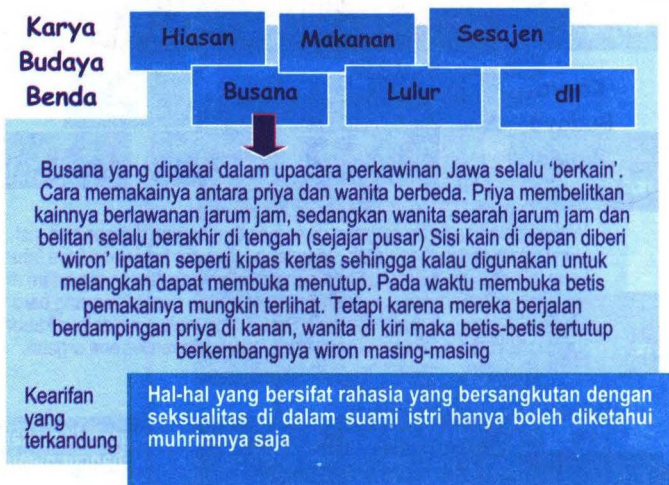 Karya
Budaya
Benda
Hiasan
Makanan
Sesajen
Busana
Lulur
dll
Busana yang dipakai dalam upacara perkawinan Jawa selalu ‘berkain’.
Cara memakainya antara priya dan wanita berbeda. Priya membelitkan
kainnya berlawanan jarum jam, sedangkan wanita searah jarum jam dan
belitan selalu berakhir di tengah (sejajar pusar) Sisi kain di depan diberi
‘wiron’ lipatan seperti kipas kertas sehingga kalau digunakan untuk
melangkah dapat membuka menutup. Pada waktu membuka betis
pemakainya mungkin terlihat. Tetapi karena mereka berjalan
berdampingan priya di kanan, wanita di kiri maka betis-betis tertutup
berkembangnya wiron masing-masing
Kearifan
yang
terkandung
Hal-hal yang bersifat rahasia yang bersangkutan dengan
seksualitas di dalam suami istri hanya boleh diketahui
muhrimnya saja